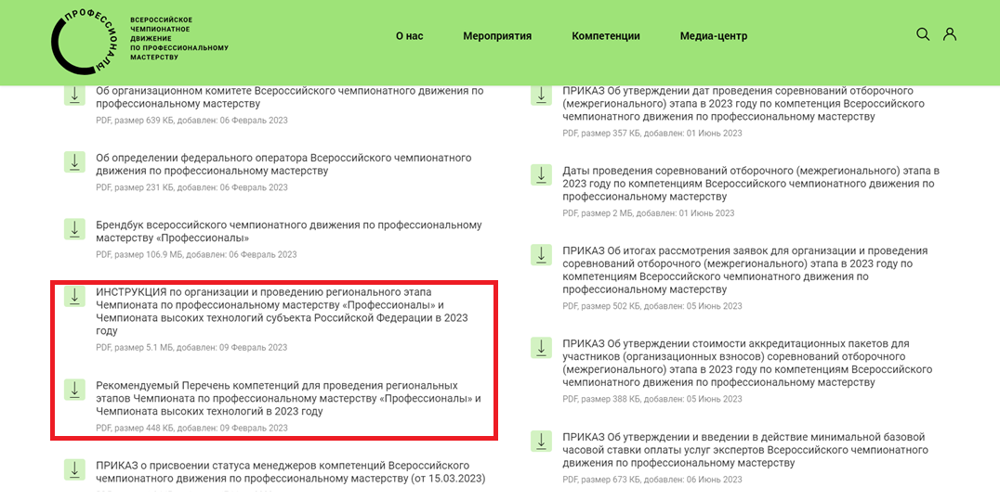 ПРОФЕССИОНАЛЫ
ВСЕРОССИЙСКОЕ
ЧЕМПИОНАТНОЕ
ДВИЖЕНИЕ
ПО ПРОФЕССИОНАЛЬНОМУ
МАСТЕРСТВУ
О нас
Мероприятия
Компетенции
Медиа-центр
Об организационном комитете Всероссийского чемпионатного движения по
профессиональному мастерству
PDF, размер 639 КБ, добавлен: 06 Февраль 2023
Об определении федерального оператора Всероссийского чемпионатного
движения по профессиональному мастерству
PDF, размер 231 КБ, добавлен: 06 Февраль 2023
Брендбук всероссийского чемпионатного движения по профессиональному
мастерству «Профессионалы»
PDF, размер 106.9 МБ, добавлен: 06 Февраль 2023
ИНСТРУКЦИЯ по организации и проведению регионального этапа
Чемпионата по профессиональному мастерству «Профессионалы» и
Чемпионата высоких технологий субъекта Российской Федерации в 2023
году
PDF, размер 5.1 МБ, добавлен: 09 Февраль 2023
Рекомендуемый Перечень компетенций для проведения региональных
этапов Чемпионата по профессиональному мастерству «Профессионалы» и
Чемпионата высоких технологий в 2023 году
PDF, размер 448 КБ, добавлен: 09 Февраль 2023
ПРИКАЗ о присвоении статуса менеджеров компетенций Всероссийского
чемпионатного движения по профессиональному мастерству (от 15.03.2023)
ПРИКАЗ Об утверждении дат проведения соревнований отборочного
(межрегионального) этапа в 2023 году по компетенция Всероссийского
чемпионатного движения по профессиональному мастерству
PDF, размер 357 КБ, добавлен: 01 Июнь 2023
Даты проведения соревнований отборочного (межрегионального) этапа в
2023 году по компетенциям Всероссийского чемпионатного движения по
профессиональному мастерству
PDF, размер 2 МБ, добавлен: 01 Июнь 2023
ПРИКАЗ Об итогах рассмотрения заявок для организации и проведения
соревнований отборочного (межрегионального) этапа в 2023 году по
компетенциям Всероссийского чемпионатного движения по
профессиональному мастерству
PDF, размер 502 КБ, добавлен: 05 Июнь 2023
ПРИКАЗ Об утверждении стоимости аккредитационных пакетов для
участников (организационных взносов) соревнований отборочного
(межрегионального) этапа в 2023 году по компетенциям Всероссийского
чемпионатного движения по профессиональному мастерству
PDF, размер 388 КБ, добавлен: 05 Июнь 2023
ПРИКАЗ Об утверждении и введении в действие минимальной базовой
часовой ставки оплаты услуг экспертов Всероссийского чемпионатного
движения по профессиональному мастерству
PDF, размер 673 КБ, добавлен: 06 Июнь 2023